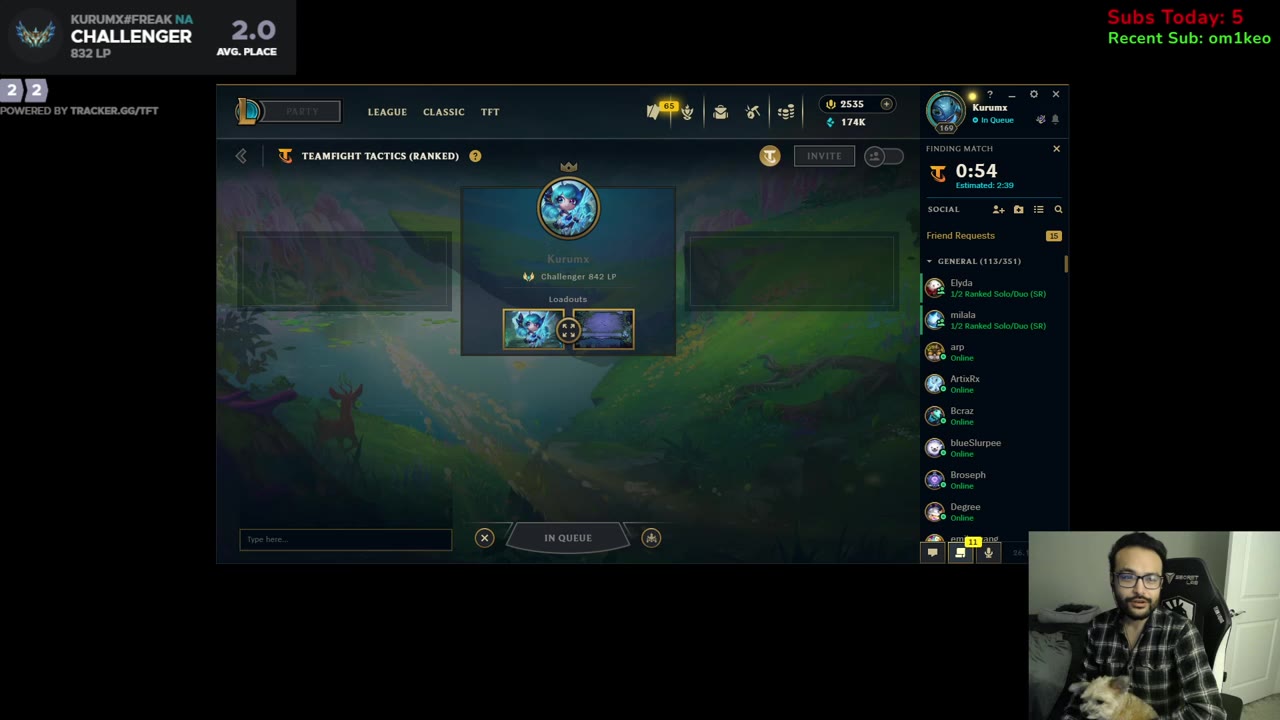 KURUMX#FREAK NA
CHALLENGER
832 LP
2.0
AVG. PLACE
2 2
POWERED BY TRACKER.GG/TFT
Subs Today: 5
Recent Sub: om1keo
PARTY
LEAGUE
CLASSIC
TFT
65
2535
174K
169
Kurumx
In Queue
TEAMFIGHT TACTICS (RANKED)
INVITE
FINDING MATCH
0:54
Estimated: 2:39
SOCIAL
Friend Requests
15
GENERAL (113/351)
Elyda
1/2 Ranked Solo/Duo (SR)
milala
1/2 Ranked Solo/Duo (SR)
arp
Online
ArtixRx
Online
Bcraz
Online
blueSlurpee
Online
Broseph
Online
Degree
Online
Kurumx
Challenger 842 LP
Loadouts
Type here...
IN QUEUE
11
SECRET LAB